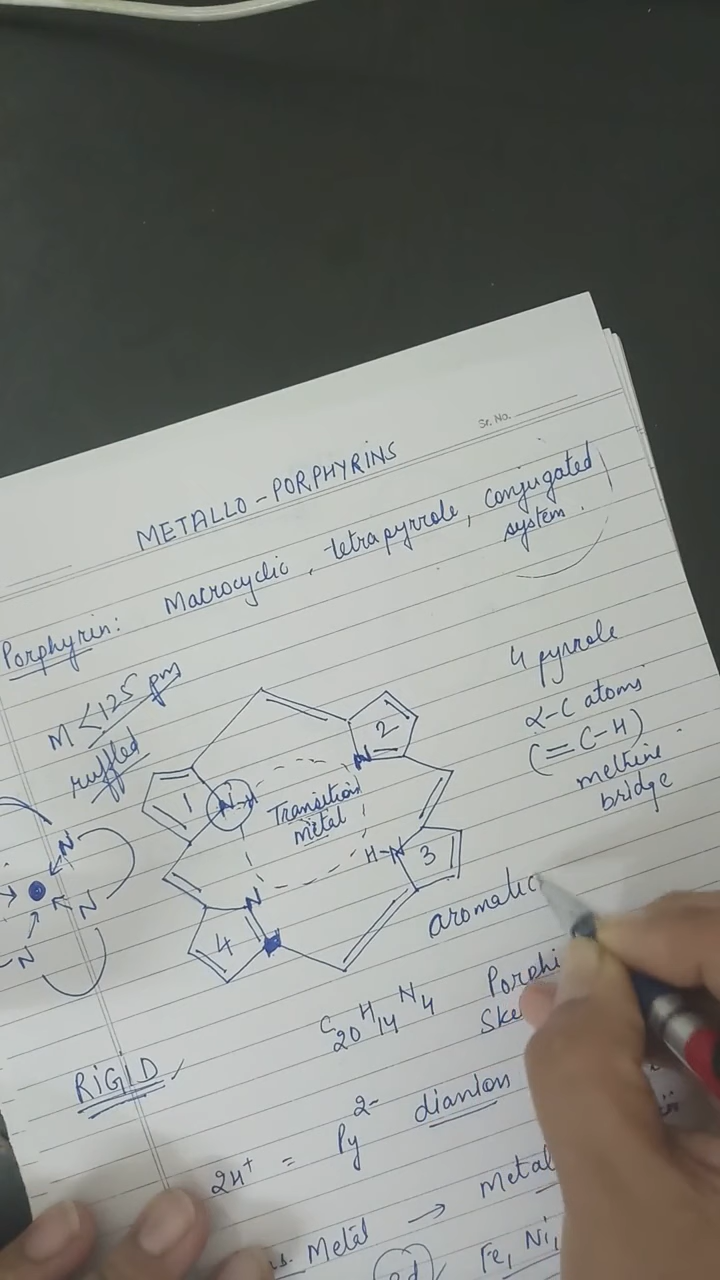 Sr. No.
METALLO - PORPHYRINS
Porphyrin: Macrocyclic, tetrapyrrole, conjugated
system.
M < 125 pm
ruffled
4 pyrrole
α-C atoms
(=C-H)
methine
bridge
1
N
2
N
Transition
Metal
H-N
3
N
4
N
N
N
aromatic
C20H14N4
RIGID
2H+ = Py2- dianion
Metal →
Fe, Ni,